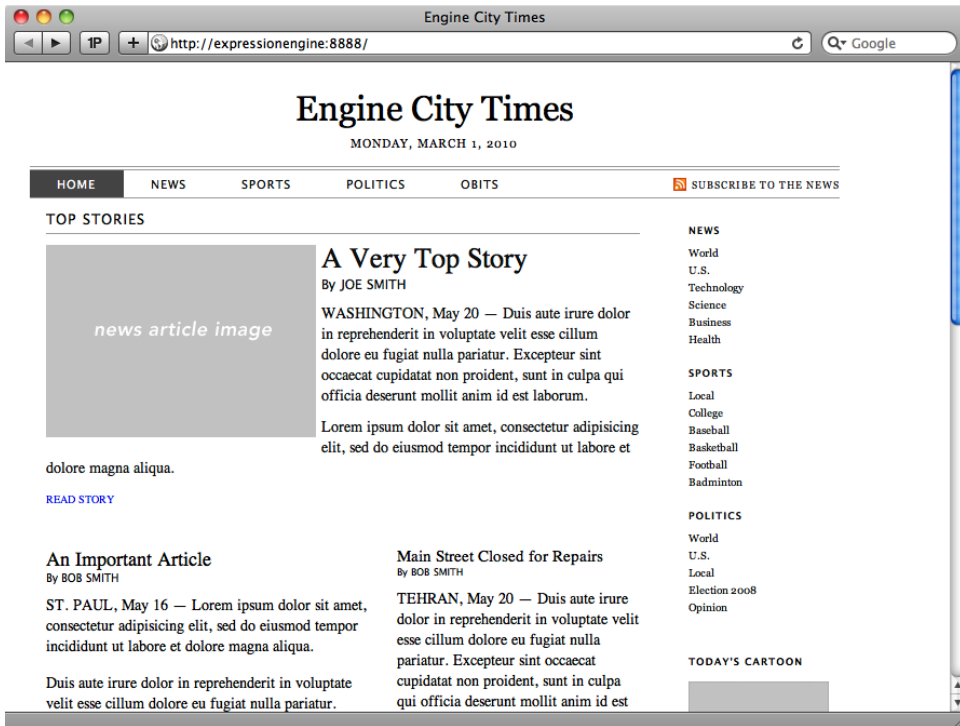 Engine City Times
1P
+
http://expressionengine:8888/
Google
Engine City Times
MONDAY, MARCH 1, 2010
HOME
NEWS
SPORTS
POLITICS
OBITS
SUBSCRIBE TO THE NEWS
TOP STORIES
news article image
A Very Top Story
By JOE SMITH
WASHINGTON, May 20 — Duis aute irure dolor
in reprehenderit in voluptate velit esse cillum
dolore eu fugiat nulla pariatur. Excepteur sint
occaecat cupidatat non proident, sunt in culpa qui
officia deserunt mollit anim id est laborum.
Lorem ipsum dolor sit amet, consectetur adipisicing
elit, sed do eiusmod tempor incididunt ut labore et
dolore magna aliqua.
READ STORY
An Important Article
By BOB SMITH
ST. PAUL, May 16 — Lorem ipsum dolor sit amet,
consectetur adipisicing elit, sed do eiusmod tempor
incididunt ut labore et dolore magna aliqua.
Duis aute irure dolor in reprehenderit in voluptate
velit esse cillum dolore eu fugiat nulla pariatur.
Main Street Closed for Repairs
By BOB SMITH
TEHRAN, May 20 — Duis aute irure
dolor in reprehenderit in voluptate velit
esse cillum dolore eu fugiat nulla
pariatur. Excepteur sint occaecat
cupidatat non proident, sunt in culpa
qui officia deserunt mollit anim id est
NEWS
World
U.S.
Technology
Science
Business
Health
SPORTS
Local
College
Baseball
Basketball
Football
Badminton
POLITICS
World
U.S.
Local
Election 2008
Opinion
TODAY'S CARTOON